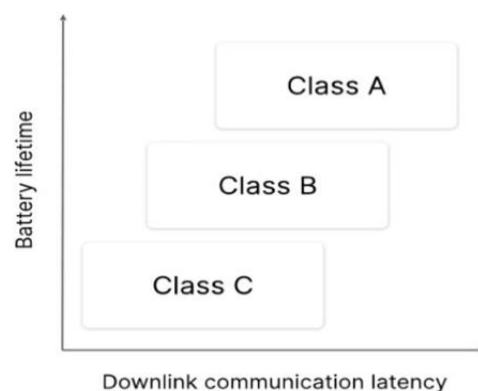 Battery lifetime
Class A
Class B
Class C
Downlink communication latency